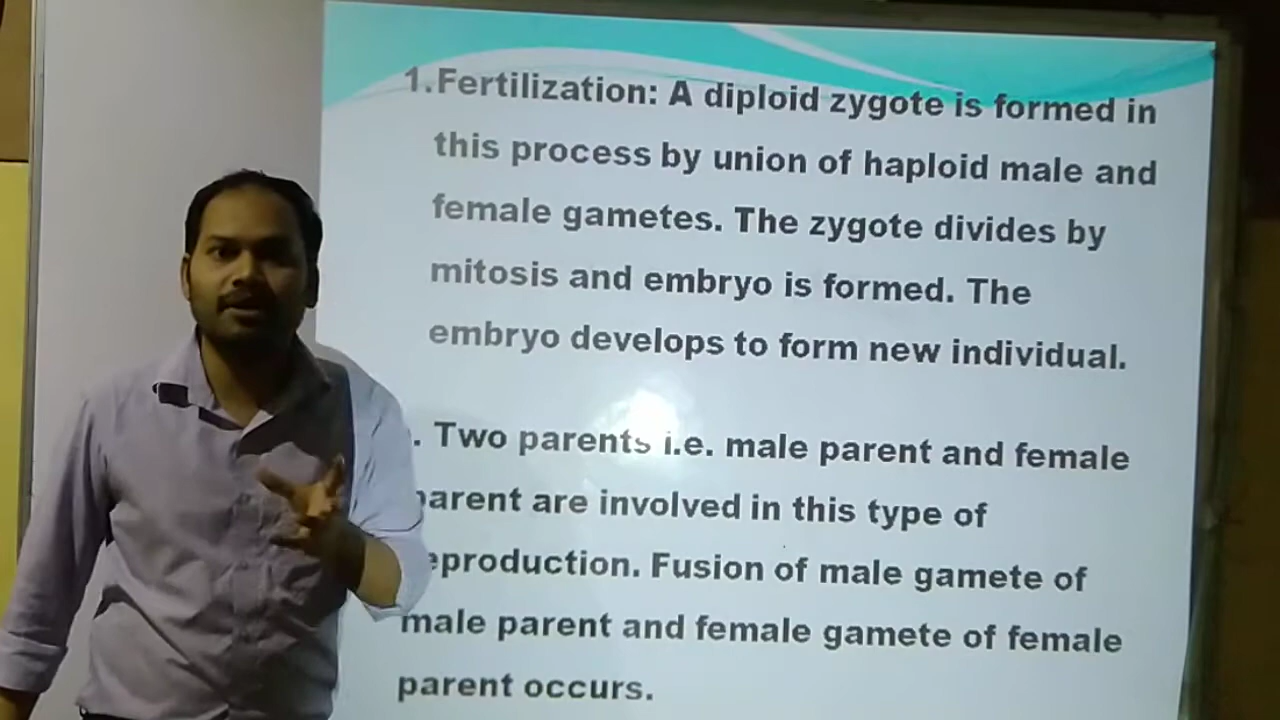 1.Fertilization: A diploid zygote is formed in
this process by union of haploid male and
female gametes. The zygote divides by
mitosis and embryo is formed. The
embryo develops to form new individual.
. Two parents i.e. male parent and female
arent are involved in this type of
eproduction. Fusion of male gamete of
male parent and female gamete of female
parent occurs.